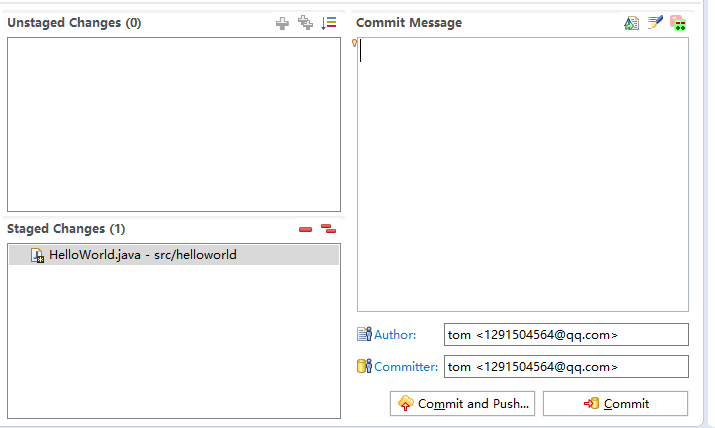 Unstaged Changes (0)
Staged Changes (1)
HelloWorld.java - src/helloworld
Commit Message
Author: tom <1291504564@qq.com>
Committer: tom <1291504564@qq.com>
Commit and Push... Commit